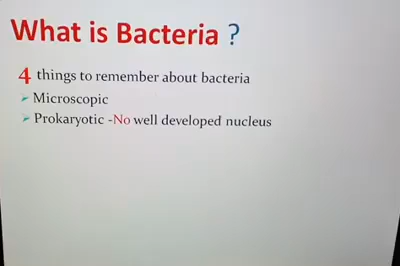 What is Bacteria ?
4 things to remember about bacteria
Microscopic
Prokaryotic -No well developed nucleus